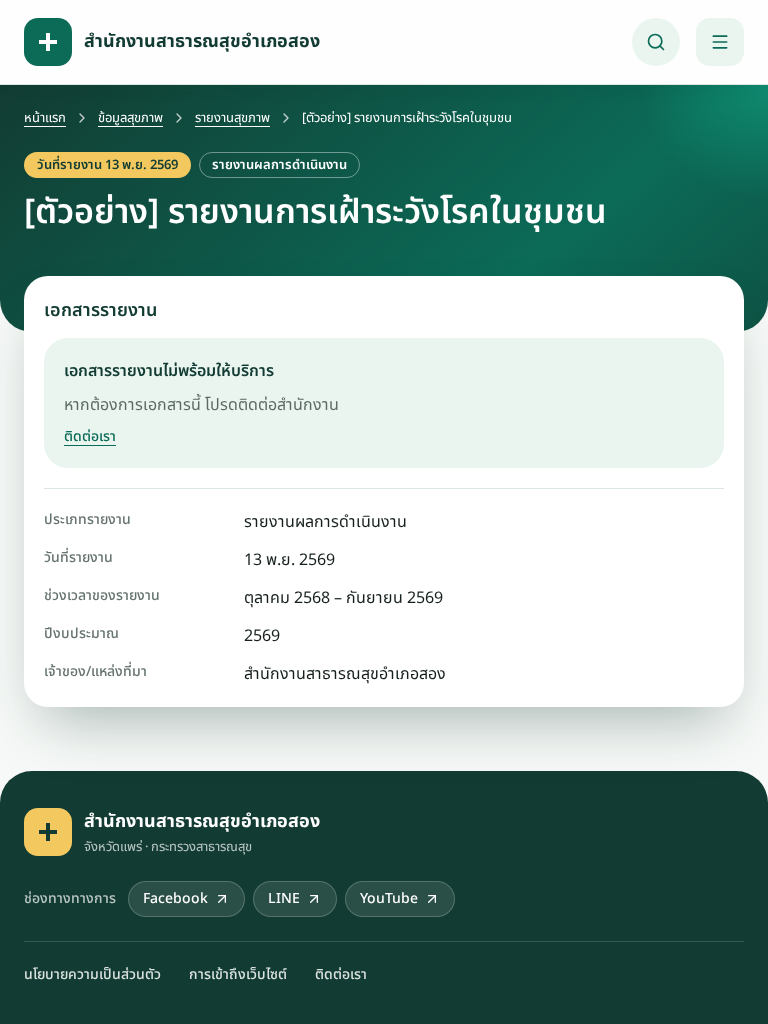 สำนักงานสาธารณสุขอำเภอสอง
หน้าแรก > ข้อมูลสุขภาพ > รายงานสุขภาพ > [ตัวอย่าง] รายงานการเฝ้าระวังโรคในชุมชน
วันที่รายงาน 13 พ.ย. 2569 รายงานผลการดำเนินงาน
[ตัวอย่าง] รายงานการเฝ้าระวังโรคในชุมชน
เอกสารรายงาน
เอกสารรายงานไม่พร้อมให้บริการ
หากต้องการเอกสารนี้ โปรดติดต่อสำนักงาน
ติดต่อเรา
ประเภทรายงาน รายงานผลการดำเนินงาน
วันที่รายงาน 13 พ.ย. 2569
ช่วงเวลาของรายงาน ตุลาคม 2568 – กันยายน 2569
ปีงบประมาณ 2569
เจ้าของ/แหล่งที่มา สำนักงานสาธารณสุขอำเภอสอง
สำนักงานสาธารณสุขอำเภอสอง
จังหวัดแพร่ · กระทรวงสาธารณสุข
ช่องทางทางการ Facebook LINE YouTube
นโยบายความเป็นส่วนตัว การเข้าถึงเว็บไซต์ ติดต่อเรา